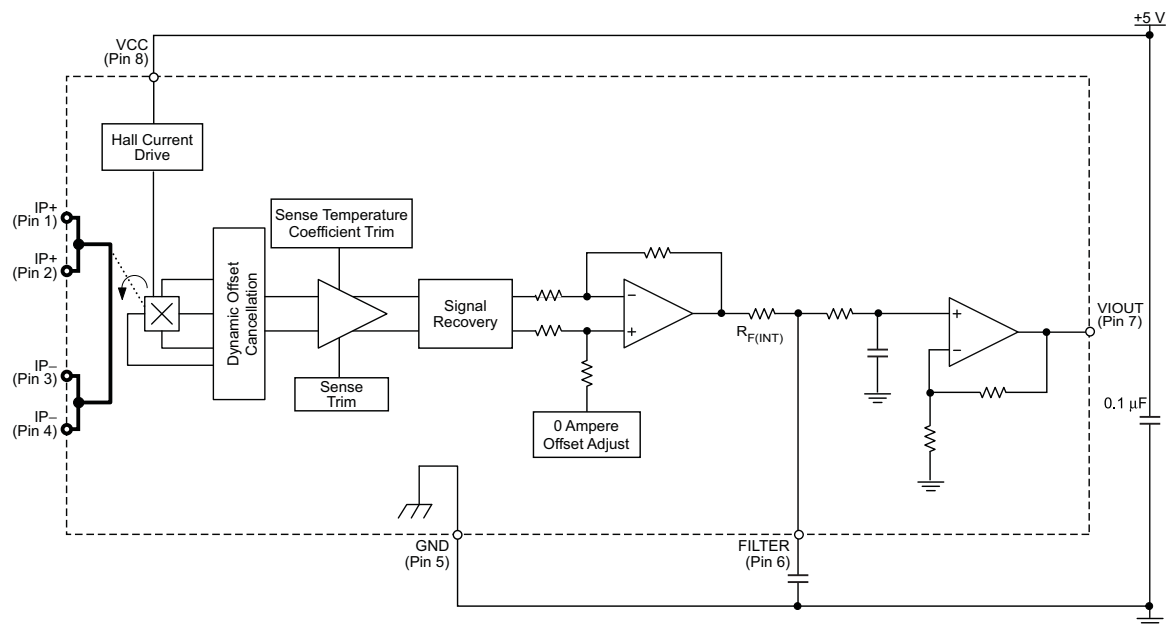 +5 V
VCC
(Pin 8)
Hall Current
Drive
IP+
(Pin 1)
IP+
(Pin 2)
IP–
(Pin 3)
IP–
(Pin 4)
Dynamic Offset
Cancellation
Sense Temperature
Coefficient Trim
Sense
Trim
Signal
Recovery
0 Ampere
Offset Adjust
–
+
RF(INT)
+
–
VIOUT
(Pin 7)
0.1 μF
GND
(Pin 5)
FILTER
(Pin 6)